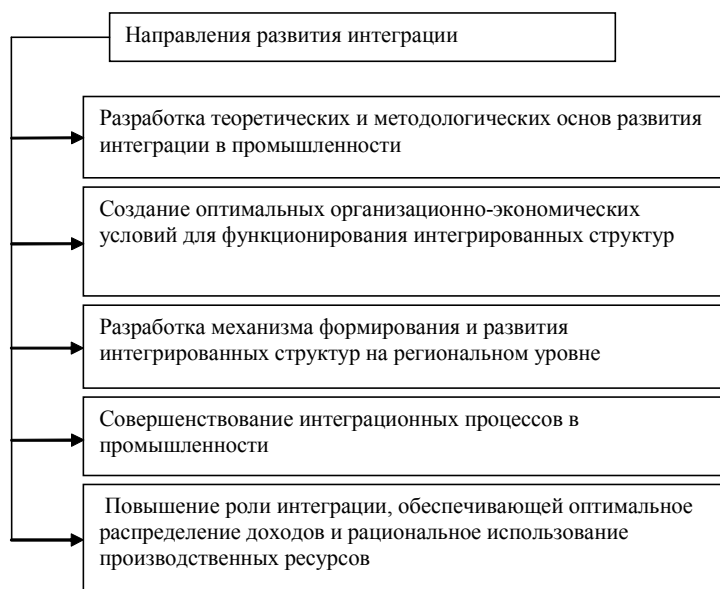 Направления развития интеграции
Разработка теоретических и методологических основ развития
интеграции в промышленности
Создание оптимальных организационно-экономических
условий для функционирования интегрированных структур
Разработка механизма формирования и развития
интегрированных структур на региональном уровне
Совершенствование интеграционных процессов в
промышленности
Повышение роли интеграции, обеспечивающей оптимальное
распределение доходов и рациональное использование
производственных ресурсов